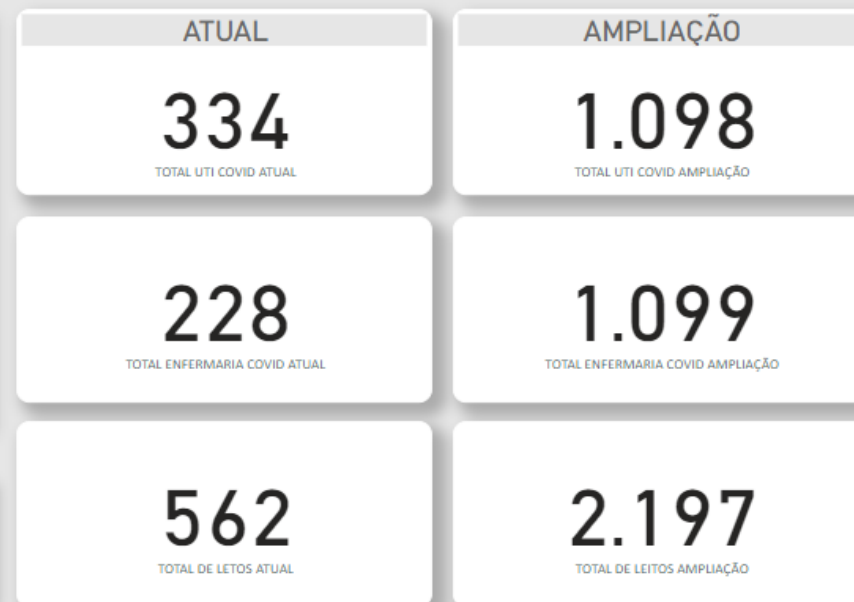 ATUAL
AMPLIAÇÃO
334
TOTAL UTI COVID ATUAL
1.098
TOTAL UTI COVID AMPLIAÇÃO
228
TOTAL ENFERMARIA COVID ATUAL
1.099
TOTAL ENFERMARIA COVID AMPLIAÇÃO
562
TOTAL DE LETOS ATUAL
2.197
TOTAL DE LEITOS AMPLIAÇÃO